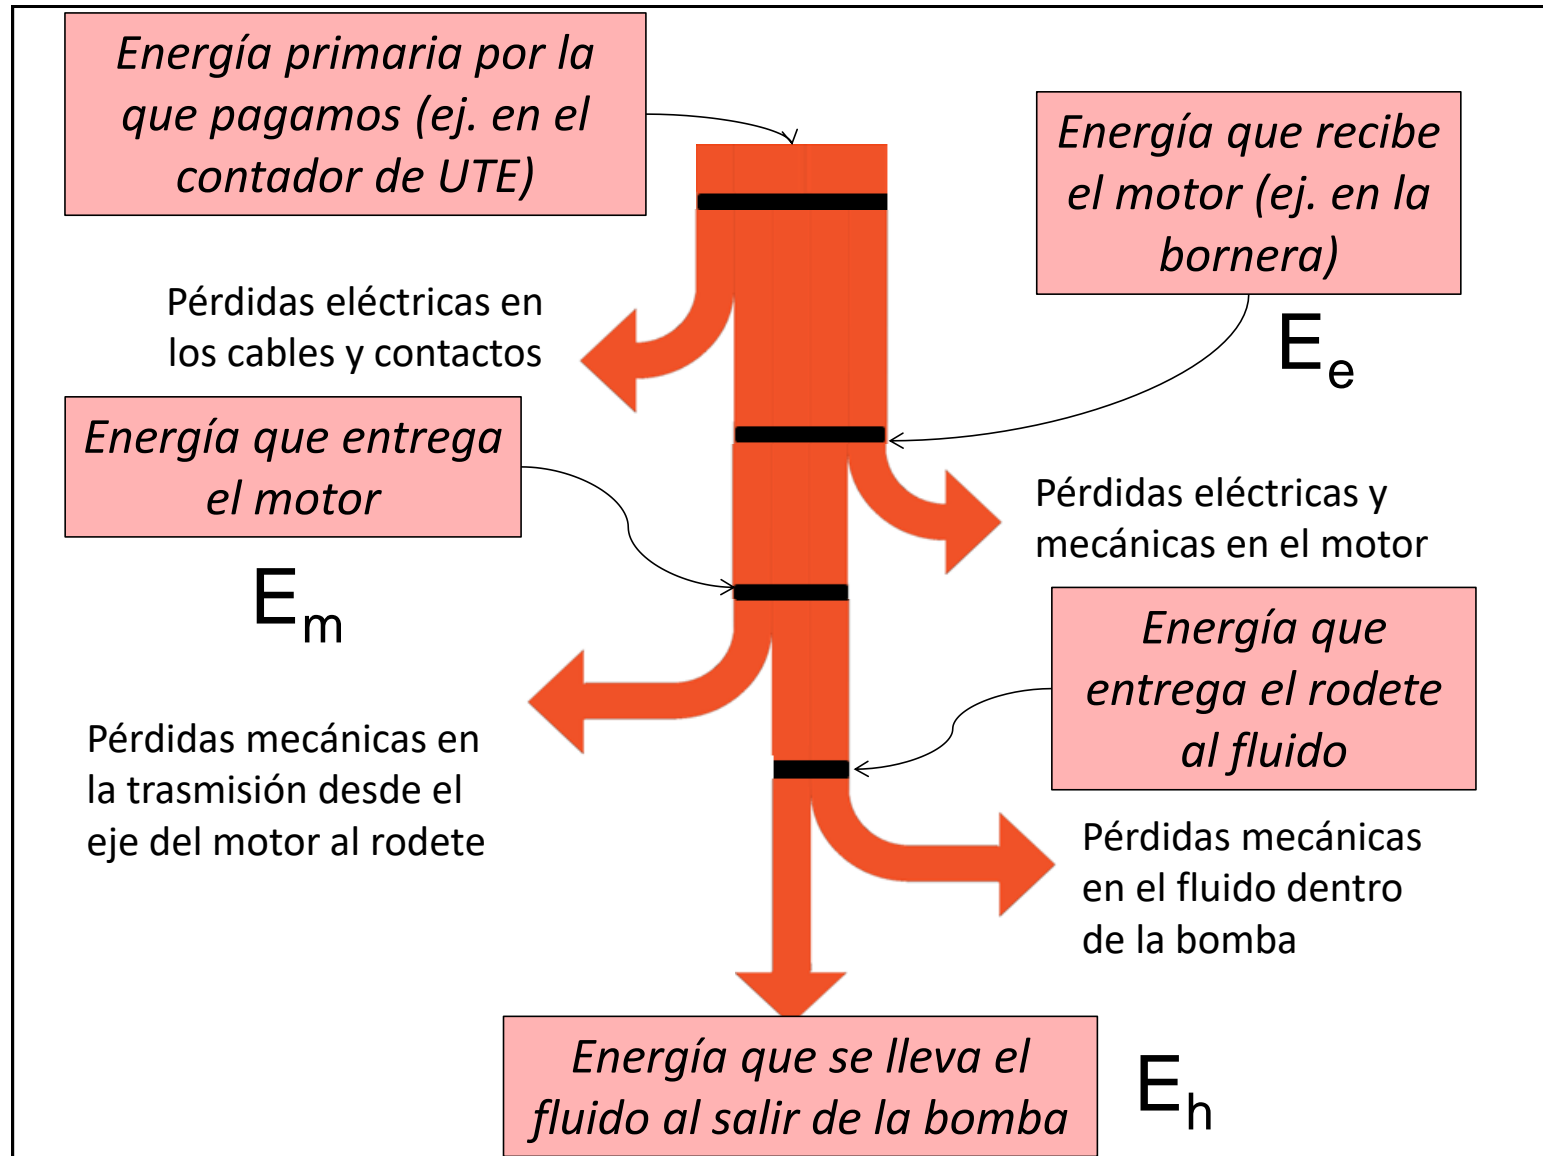 Energía primaria por la
que pagamos (ej. en el
contador de UTE)
Energía que recibe
el motor (ej. en la
bornera)
E_e
Pérdidas eléctricas en
los cables y contactos
Energía que entrega
el motor
E_m
Pérdidas eléctricas y
mecánicas en el motor
Energía que
entrega el rodete
al fluido
Pérdidas mecánicas en
la trasmisión desde el
eje del motor al rodete
Pérdidas mecánicas
en el fluido dentro
de la bomba
Energía que se lleva el
fluido al salir de la bomba
E_h